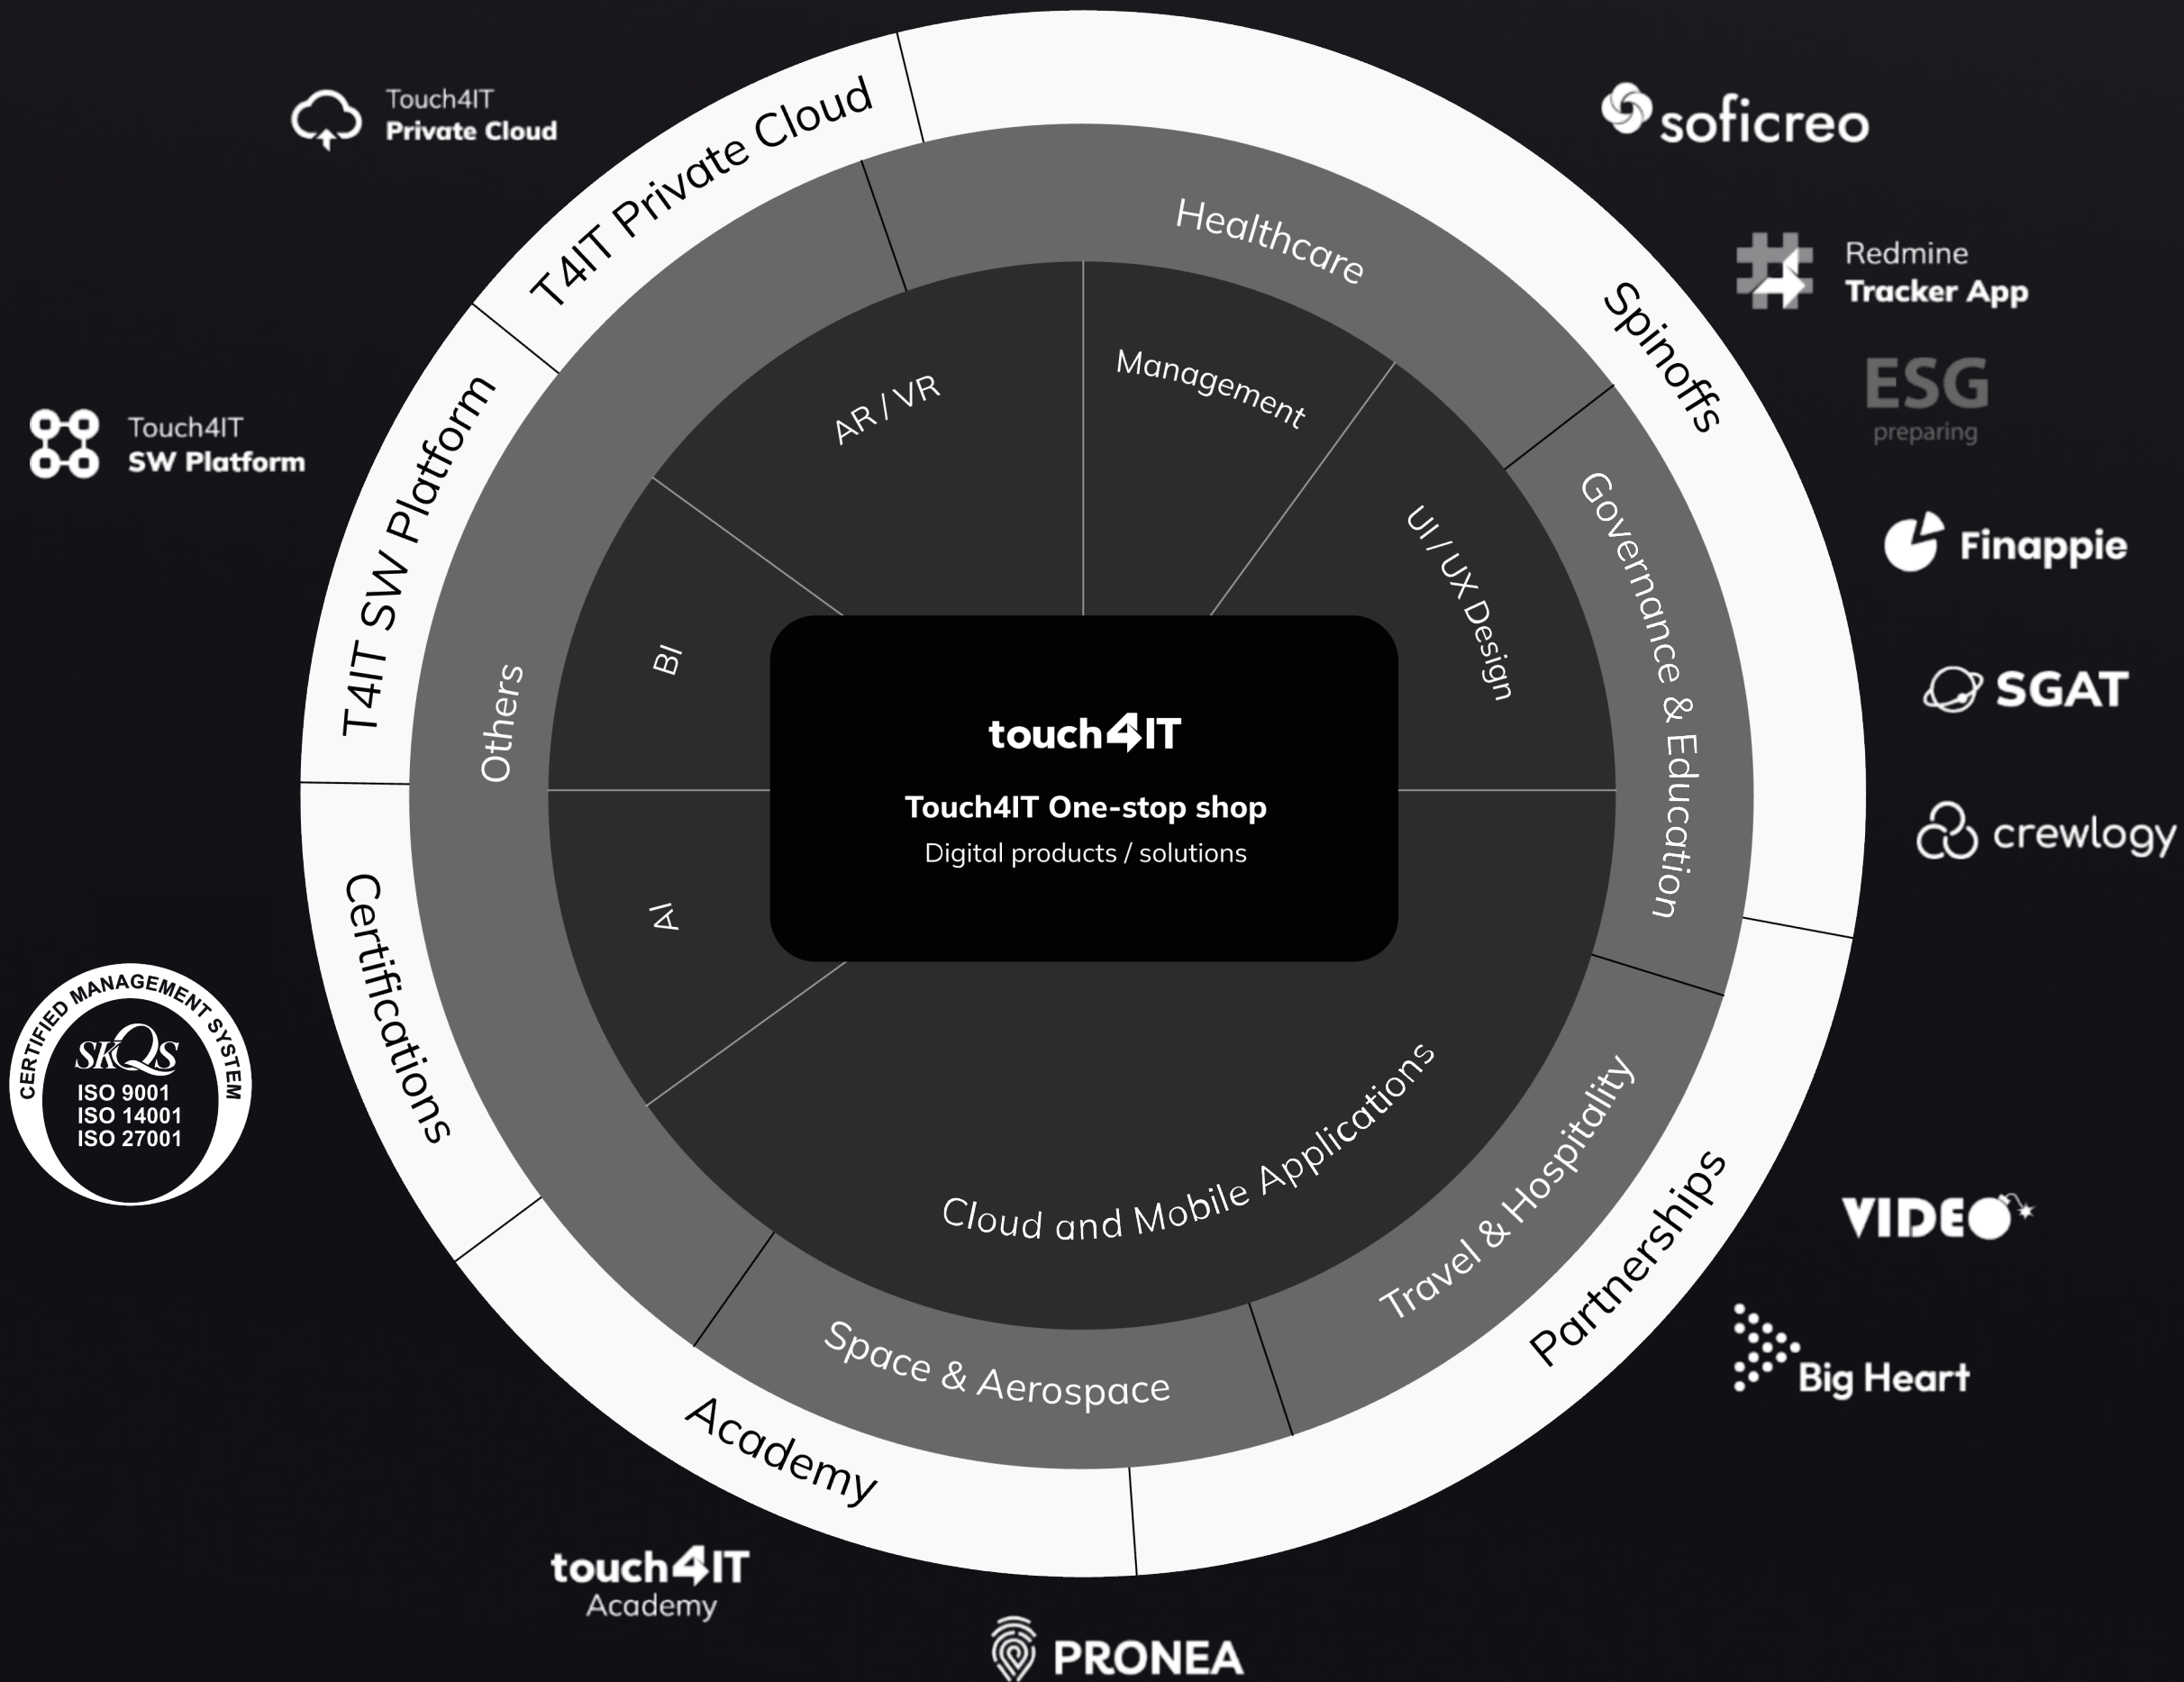 Touch4IT
Private Cloud
Touch4IT
SW Platform
CERTIFIED MANAGEMENT SYSTEM
SKQS
ISO 9001
ISO 14001
ISO 27001
touch4IT
Academy
PRONEA
T4IT Private Cloud
T4IT SW Platform
Certifications
Academy
Partnerships
Spinoffs
Healthcare
Governance & Education
Travel & Hospitality
Space & Aerospace
Others
Management
UI / UX Design
Cloud and Mobile Applications
AI
BI
AR / VR
touch4IT
Touch4IT One-stop shop
Digital products / solutions
soficreo
Redmine
Tracker App
ESG
preparing
Finappie
SGAT
crewlogy
VIDEO
Big Heart